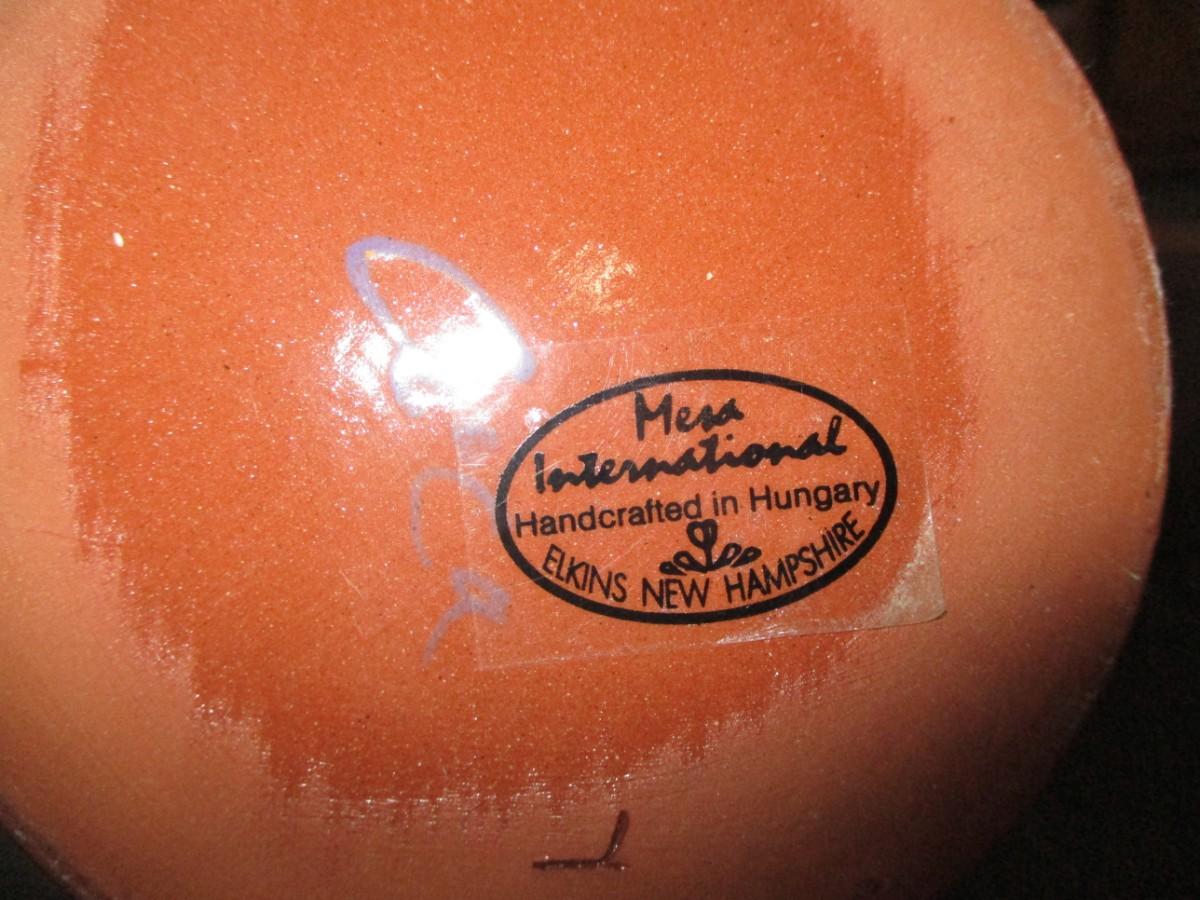 Mesa
International
Handcrafted in Hungary
ELKINS NEW HAMPSHIRE